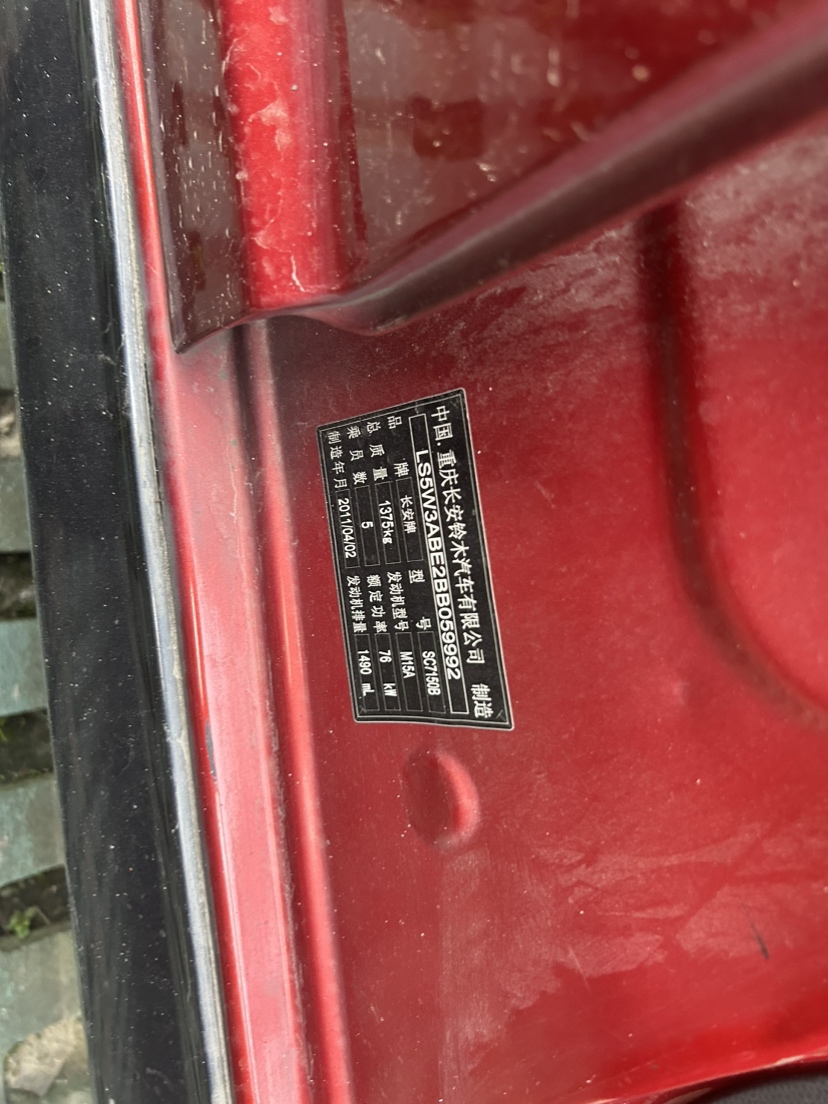 中国.重庆长安铃木汽车有限公司 制造
LS5W3ABE2BB059992
品牌 长安牌 型号 SC7150B
总质量 1375kg 发动机型号 M15A
乘员数 5 额定功率 76 kW
制造年月 2011/04/02 发动机排量 1490 mL